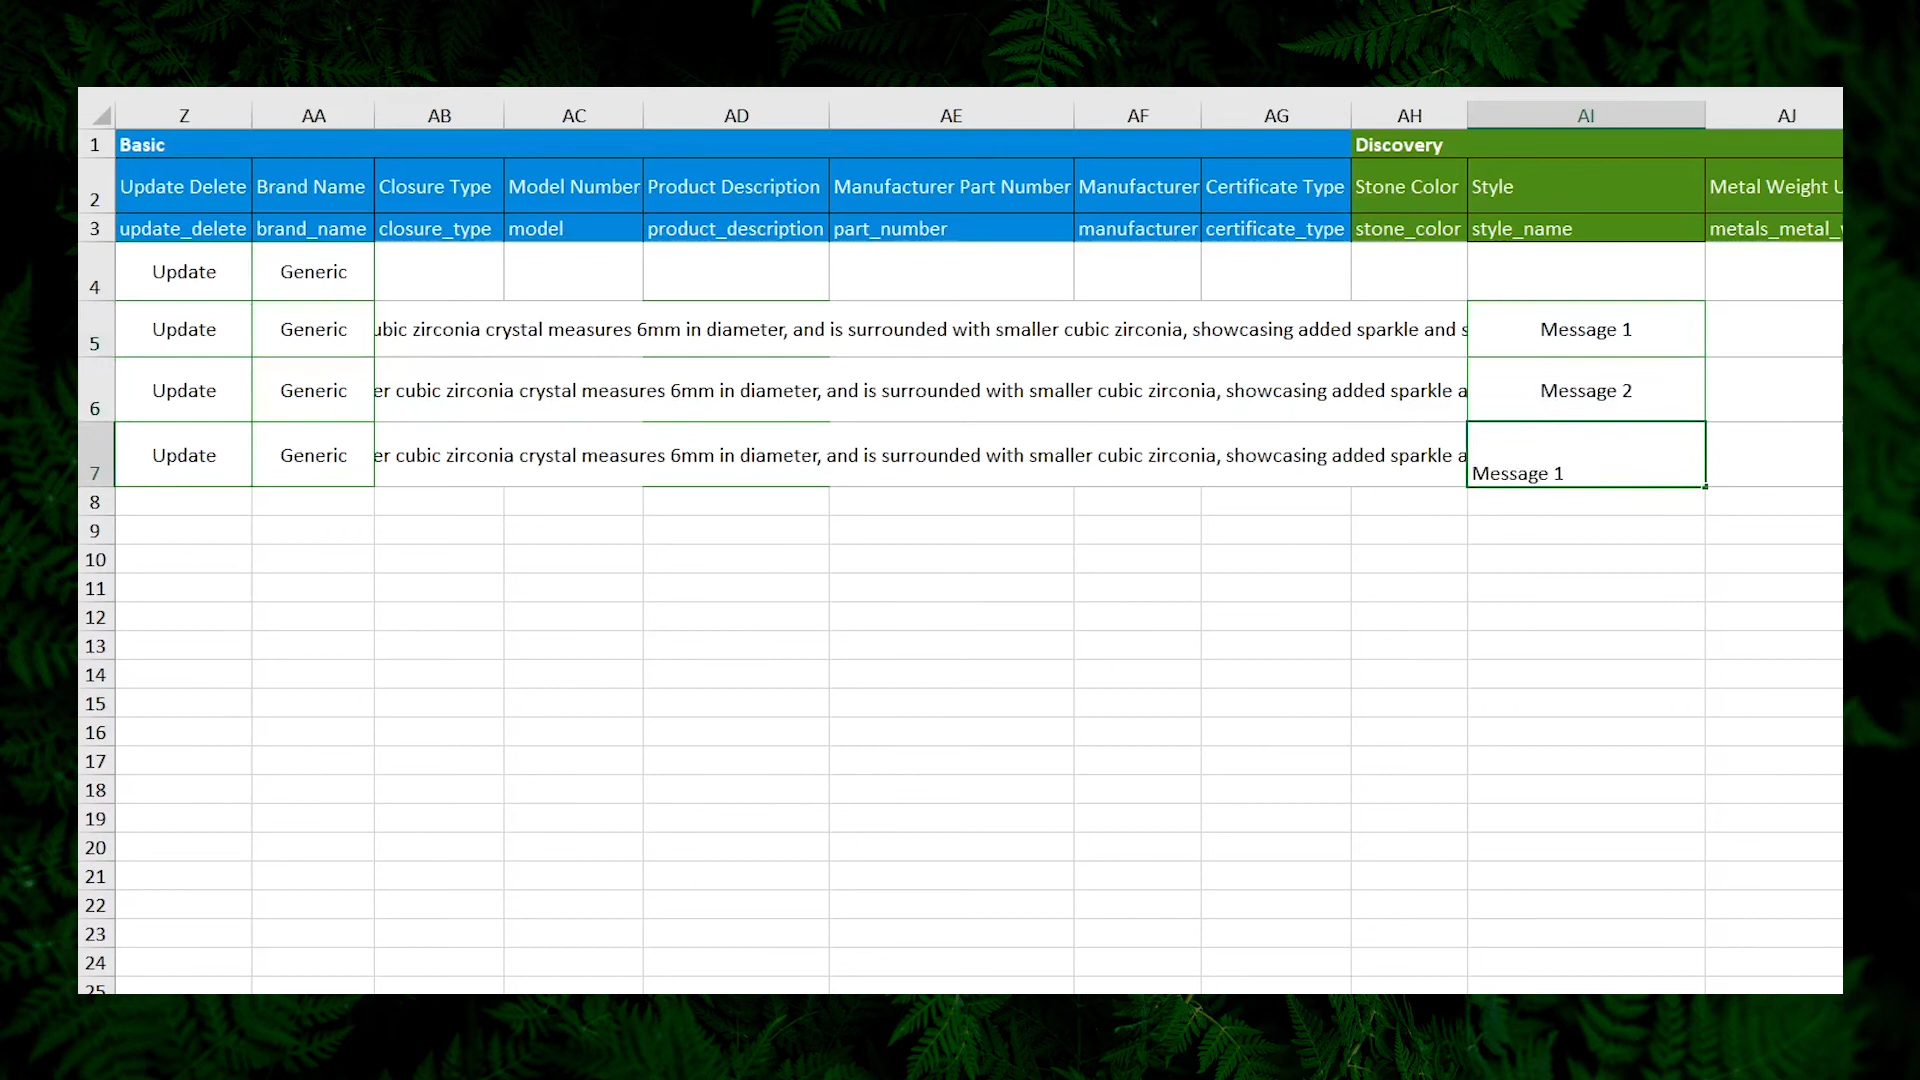 Z AA AB AC AD AE AF AG AH AI AJ
1 Basic Discovery
2 Update Delete Brand Name Closure Type Model Number Product Description Manufacturer Part Number Manufacturer Certificate Type Stone Color Style Metal Weight U
3 update_delete brand_name closure_type model product_description part_number manufacturer certificate_type stone_color style_name metals_metal_
4 Update Generic
5 Update Generic ubic zirconia crystal measures 6mm in diameter, and is surrounded with smaller cubic zirconia, showcasing added sparkle and s Message 1
6 Update Generic er cubic zirconia crystal measures 6mm in diameter, and is surrounded with smaller cubic zirconia, showcasing added sparkle a Message 2
7 Update Generic er cubic zirconia crystal measures 6mm in diameter, and is surrounded with smaller cubic zirconia, showcasing added sparkle a Message 1
8
9
10
11
12
13
14
15
16
17
18
19
20
21
22
23
24
25